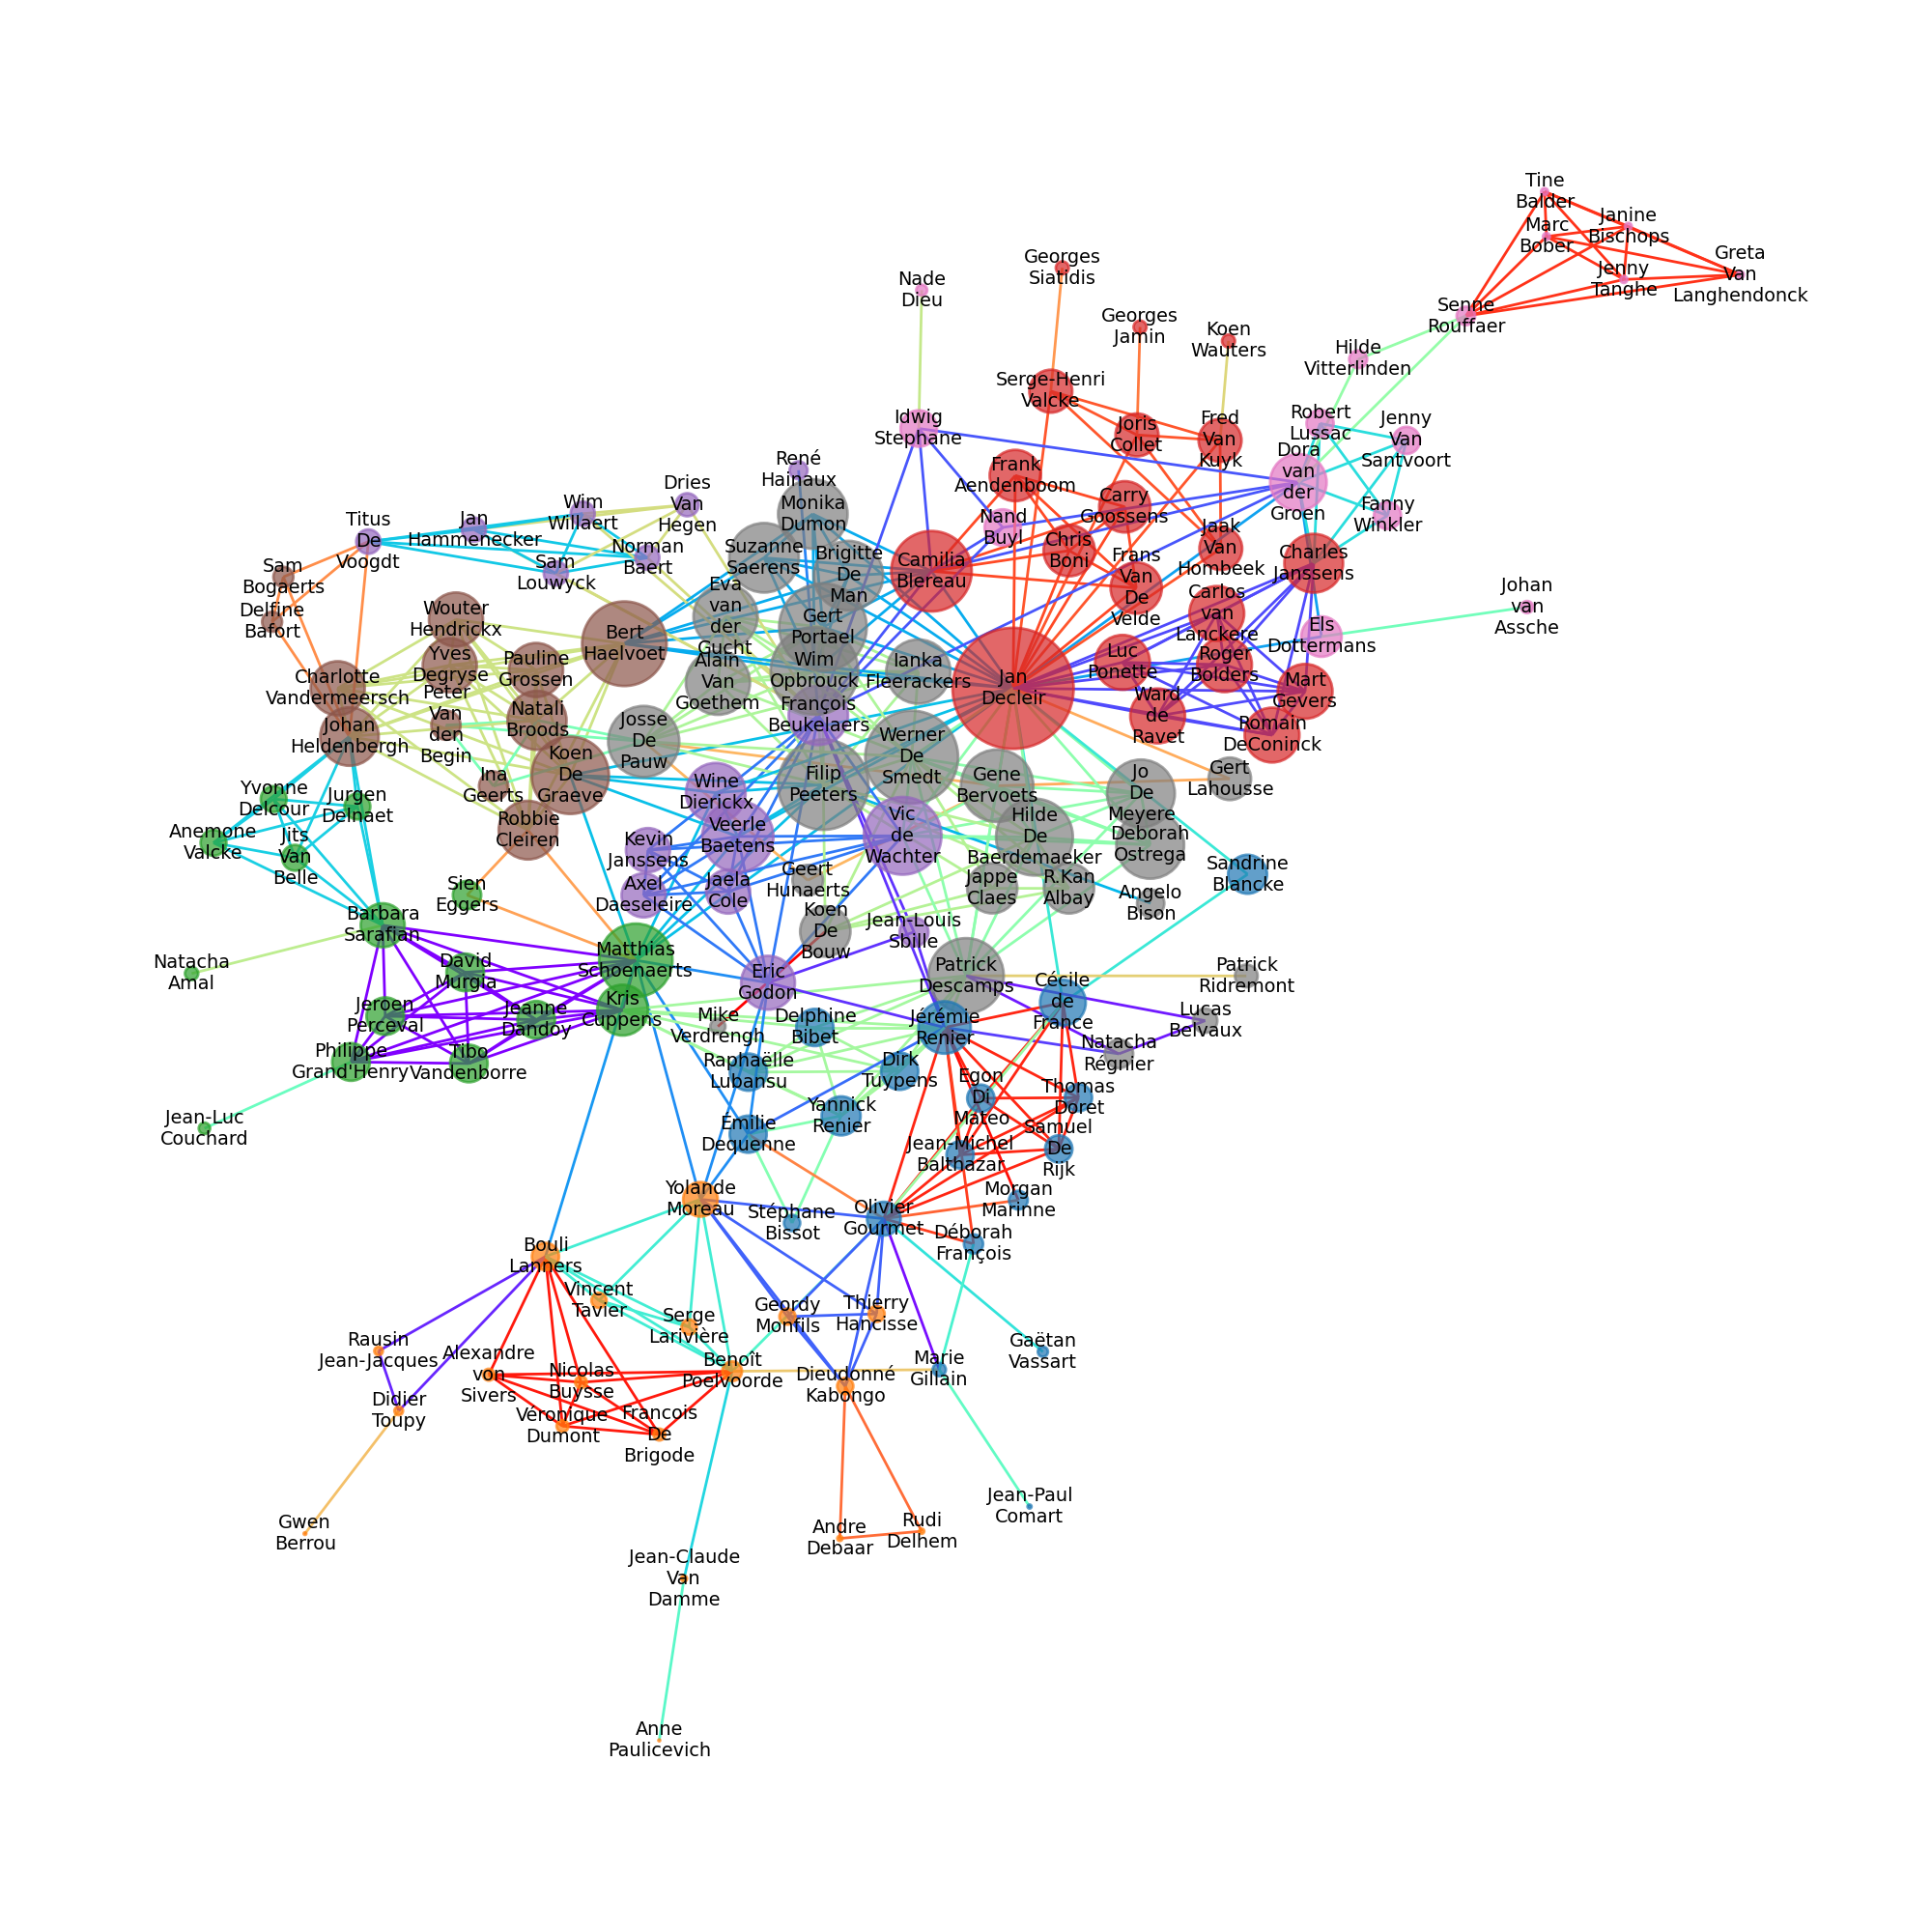 Tine
Balder
Janine
Bischops
Marc
Bober
Greta
Van
Langhendonck
Jenny
Tanghe
Senne
Rouffaer
Georges
Siatidis
Nade
Dieu
Georges
Jamin
Koen
Wauters
Hilde
Vitterlinden
Serge-Henri
Valcke
Idwig
Stephane
Joris
Collet
Fred
Van
Kuyk
Robert
Lussac
Jenny
Van
Santvoort
Dora
van
der
Groen
René
Hainaux
Frank
Aendenboom
Dries
Van
Hegen
Monika
Dumon
Carry
Goossens
Fanny
Winkler
Wim
Willaert
Titus
De
Voogdt
Jan
Hammenecker
Nand
Buyl
Jaak
Van
Hombeek
Norman
Baert
Suzanne
Saerens
Chris
Boni
Charles
Janssens
Sam
Louwyck
Brigitte
De
Man
Camilia
Blereau
Frans
Van
De
Velde
Sam
Bogaerts
Delfine
Bafort
Johan
van
Assche
Wouter
Hendrickx
Eva
van
der
Gucht
Gert
Portael
Carlos
van
Lanckere
Bert
Haelvoet
Els
Dottermans
Yves
Degryse
Pauline
Grossen
Alain
Van
Goethem
Wim
Opbrouck
Ianka
Fleerackers
Luc
Ponette
Roger
Bolders
Charlotte
Vandermeersch
Jan
Decleir
Mart
Gevers
Peter
Van
den
Begin
Natali
Broods
François
Beukelaers
Ward
de
Ravet
Johan
Heldenbergh
Josse
De
Pauw
Romain
DeConinck
Werner
De
Smedt
Koen
De
Graeve
Ina
Geerts
Wine
Dierickx
Filip
Peeters
Gene
Bervoets
Gert
Lahousse
Jo
De
Meyere
Yvonne
Delcour
Jurgen
Delnaet
Robbie
Cleiren
Veerle
Baetens
Vic
de
Wachter
Hilde
De
Baerdemaeker
Deborah
Ostrega
Anemone
Valcke
Jits
Van
Belle
Kevin
Janssens
Sandrine
Blancke
Sien
Eggers
Axel
Daeseleire
Jaela
Cole
Geert
Hunaerts
Jappe
Claes
R.Kan
Albay
Angelo
Bison
Barbara
Sarafian
Koen
De
Bouw
Jean-Louis
Sbille
Matthias
Schoenaerts
Natacha
Amal
David
Murgia
Eric
Godon
Patrick
Descamps
Patrick
Ridremont
Cécile
de
France
Jeroen
Perceval
Jeanne
Dandoy
Kris
Cuppens
Mike
Verdrengh
Delphine
Bibet
Jérémie
Renier
Lucas
Belvaux
Natacha
Régnier
Philippe
Grand'Henry
Tibo
Vandenborre
Raphaëlle
Lubansu
Dirk
Tuypens
Egon
Di
Mateo
Thomas
Doret
Jean-Luc
Couchard
Émilie
Dequenne
Yannick
Renier
Jean-Michel
Balthazar
Samuel
De
Rijk
Yolande
Moreau
Morgan
Marinne
Stéphane
Bissot
Olivier
Gourmet
Déborah
François
Bouli
Lanners
Vincent
Tavier
Serge
Larivière
Geordy
Monfils
Thierry
Hancisse
Rausin
Jean-Jacques
Gaëtan
Vassart
Alexandre
von
Sivers
Nicolas
Buysse
Benoît
Poelvoorde
Dieudonné
Kabongo
Marie
Gillain
Didier
Toupy
Véronique
Dumont
Francois
De
Brigode
Gwen
Berrou
Jean-Paul
Comart
Andre
Debaar
Rudi
Delhem
Jean-Claude
Van
Damme
Anne
Paulicevich